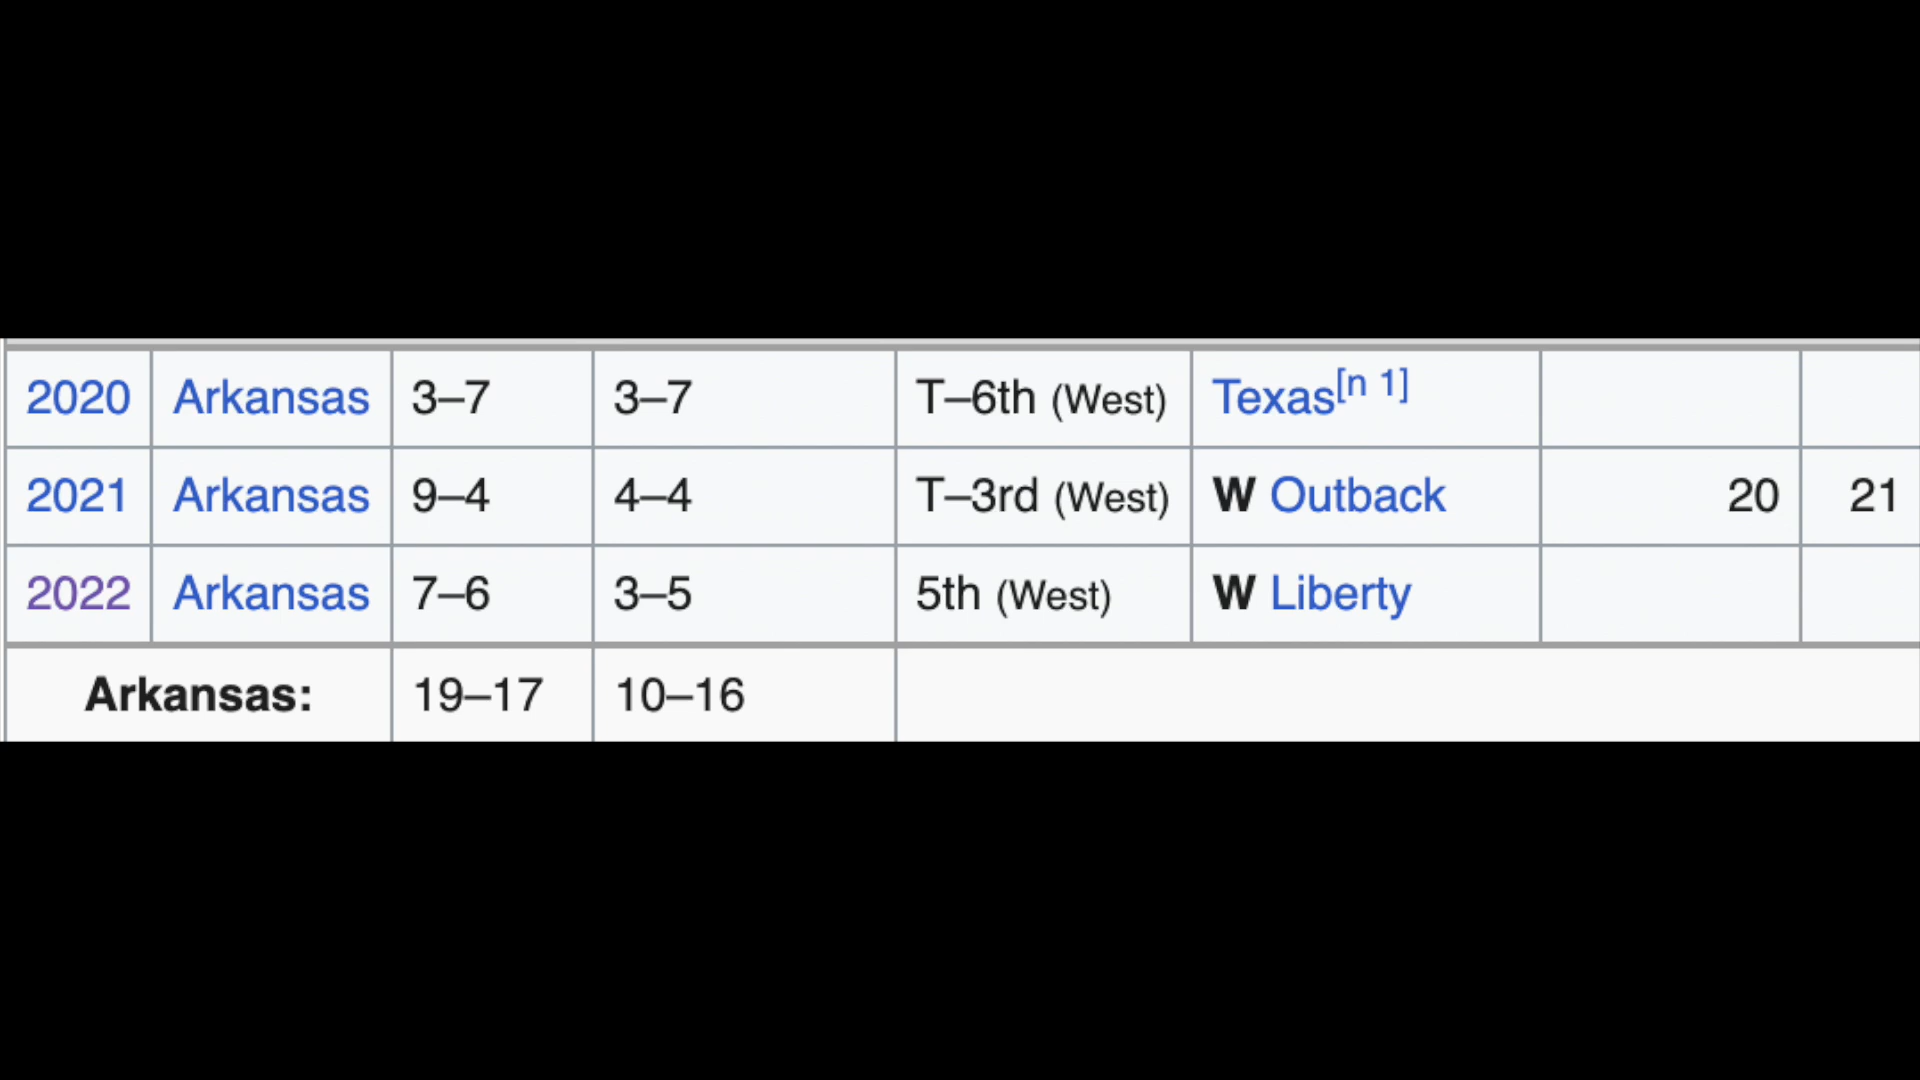 2020 Arkansas 3–7 3–7 T–6th (West) Texas[n 1]
2021 Arkansas 9–4 4–4 T–3rd (West) W Outback 20 21
2022 Arkansas 7–6 3–5 5th (West) W Liberty
Arkansas: 19–17 10–16